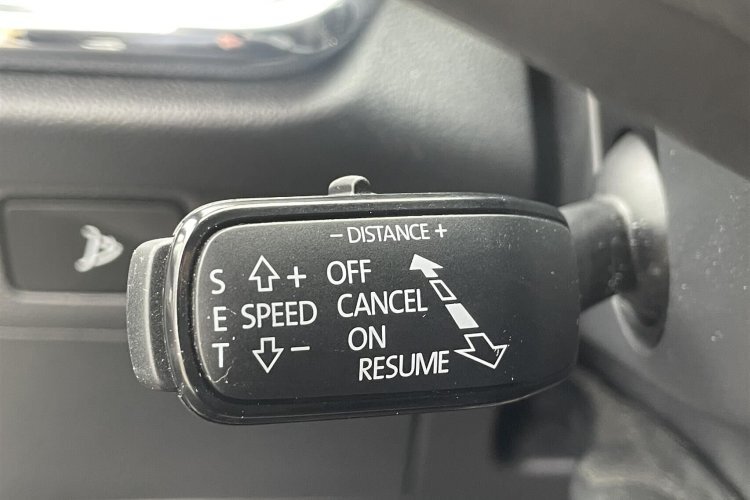 − DISTANCE +
S
E
T
+
SPEED
−
OFF
CANCEL
ON
RESUME